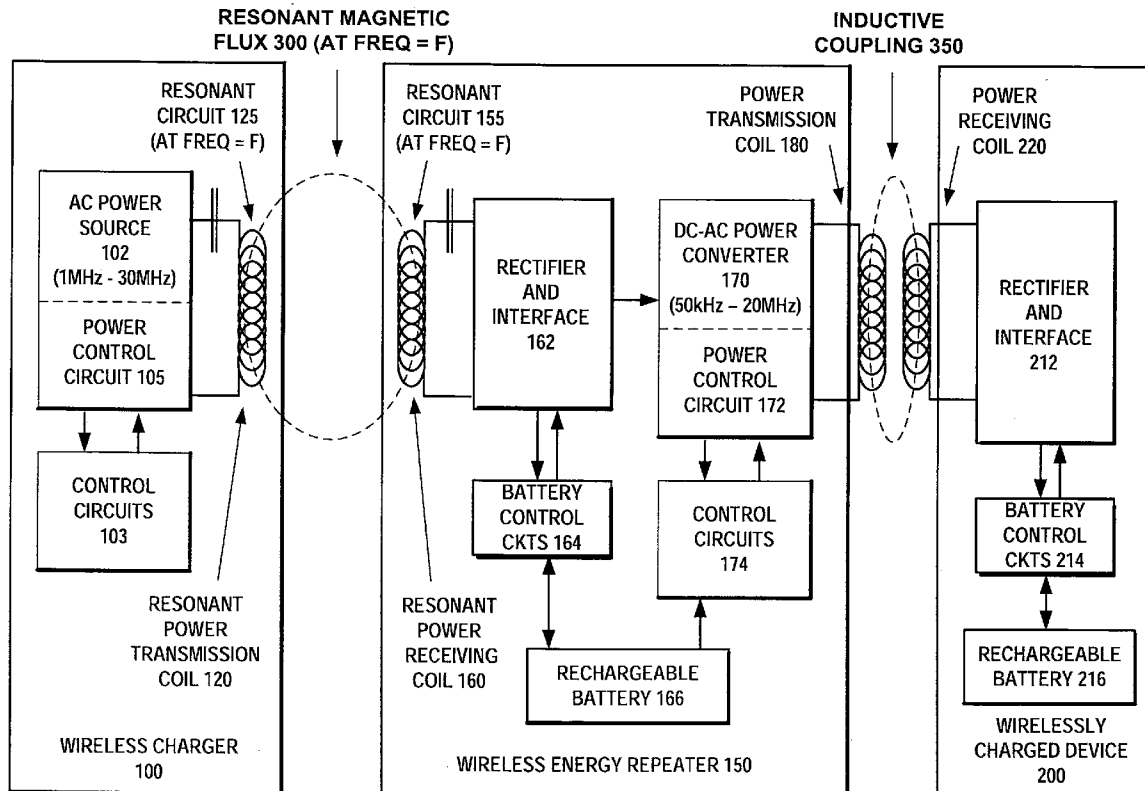 RESONANT MAGNETIC
FLUX 300 (AT FREQ = F)
INDUCTIVE
COUPLING 350
RESONANT
CIRCUIT 125
(AT FREQ = F)
RESONANT
CIRCUIT 155
(AT FREQ = F)
POWER
TRANSMISSION
COIL 180
POWER
RECEIVING
COIL 220
AC POWER
SOURCE
102
(1MHz - 30MHz)
POWER
CONTROL
CIRCUIT 105
RECTIFIER
AND
INTERFACE
162
DC-AC POWER
CONVERTER
170
(50kHz – 20MHz)
POWER
CONTROL
CIRCUIT 172
RECTIFIER
AND
INTERFACE
212
CONTROL
CIRCUITS
103
BATTERY
CONTROL
CKTS 164
CONTROL
CIRCUITS
174
BATTERY
CONTROL
CKTS 214
RESONANT
POWER
TRANSMISSION
COIL 120
RESONANT
POWER
RECEIVING
COIL 160
RECHARGEABLE
BATTERY 166
RECHARGEABLE
BATTERY 216
WIRELESS CHARGER
100
WIRELESS ENERGY REPEATER 150
WIRELESSLY
CHARGED DEVICE
200